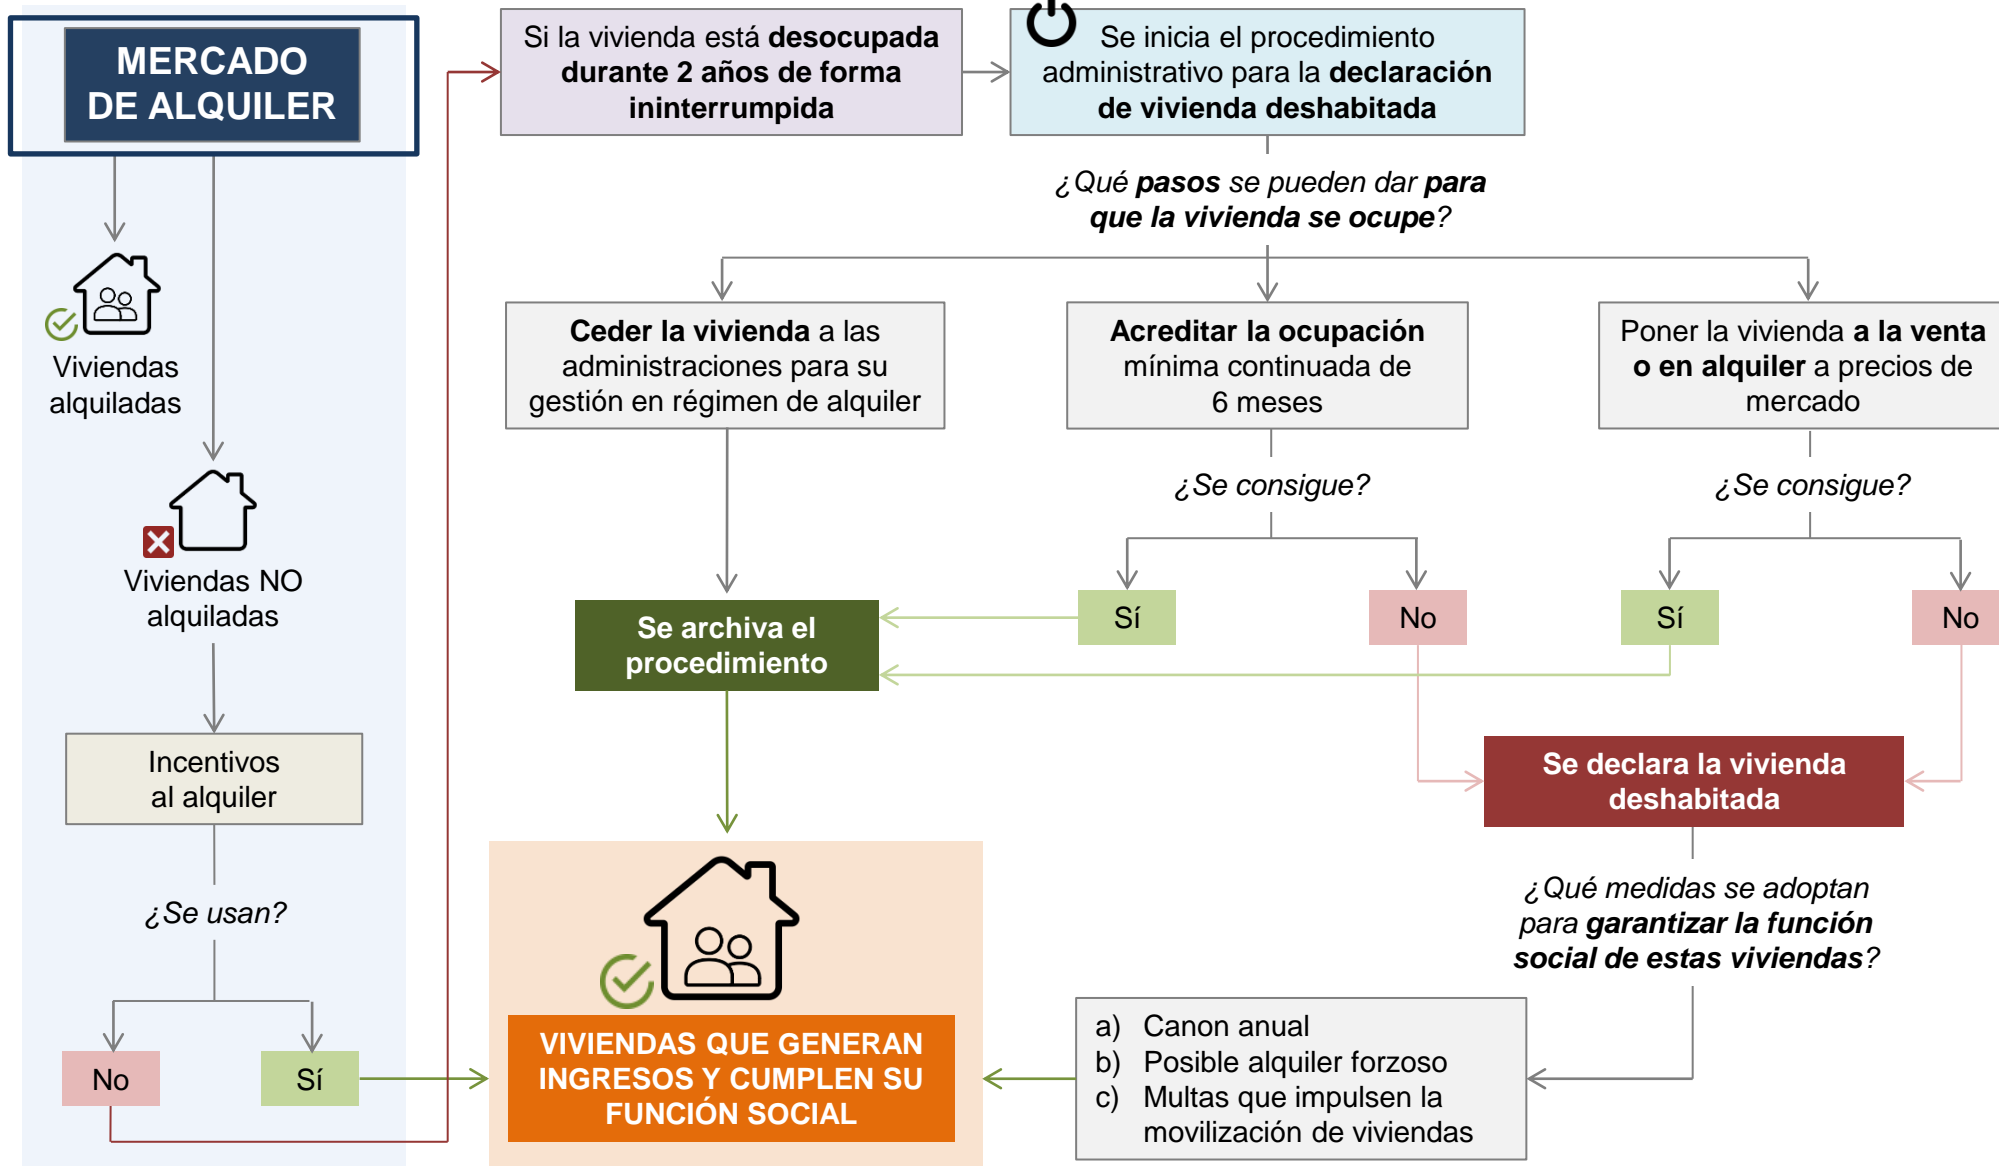 MERCADO
DE ALQUILER
Viviendas
alquiladas
Viviendas NO
alquiladas
Incentivos
al alquiler
¿Se usan?
No
Sí
Si la vivienda está desocupada
durante 2 años de forma
ininterrumpida
Se inicia el procedimiento
administrativo para la declaración
de vivienda deshabitada
¿Qué pasos se pueden dar para
que la vivienda se ocupe?
Ceder la vivienda a las
administraciones para su
gestión en régimen de alquiler
Acreditar la ocupación
mínima continuada de
6 meses
Poner la vivienda a la venta
o en alquiler a precios de
mercado
¿Se consigue?
¿Se consigue?
Sí
No
Sí
No
Se archiva el
procedimiento
Se declara la vivienda
deshabitada
¿Qué medidas se adoptan
para garantizar la función
social de estas viviendas?
a) Canon anual
b) Posible alquiler forzoso
c) Multas que impulsen la
movilización de viviendas
VIVIENDAS QUE GENERAN
INGRESOS Y CUMPLEN SU
FUNCIÓN SOCIAL